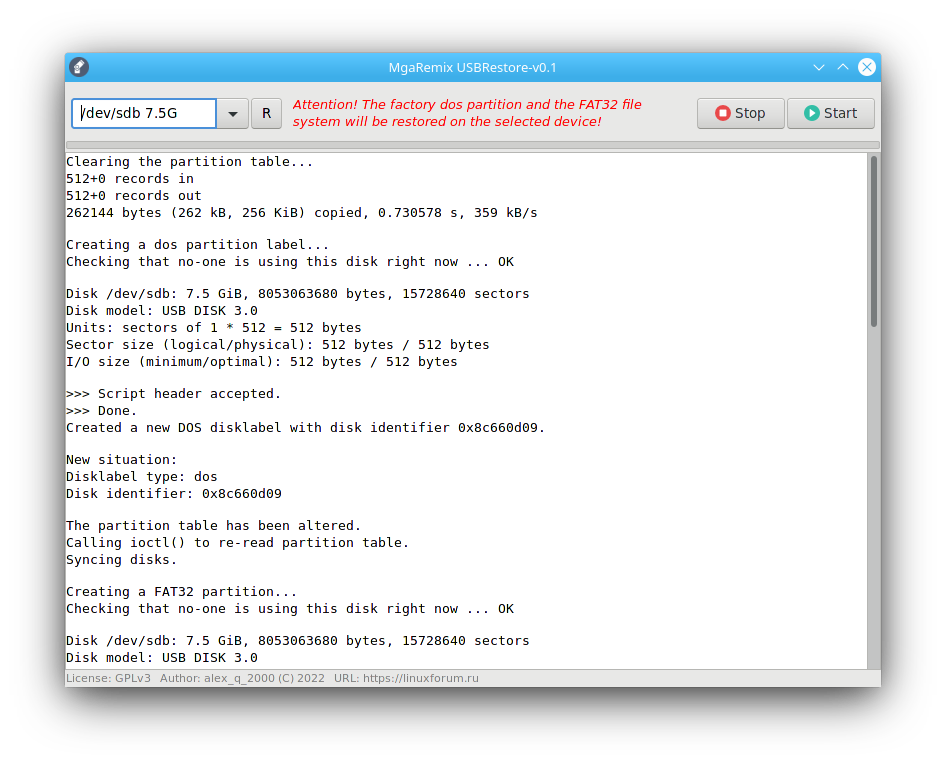 MgaRemix USBRestore-v0.1
/dev/sdb 7.5G
R
Attention! The factory dos partition and the FAT32 file
system will be restored on the selected device!
Stop
Start
Clearing the partition table...
512+0 records in
512+0 records out
262144 bytes (262 kB, 256 KiB) copied, 0.730578 s, 359 kB/s
Creating a dos partition label...
Checking that no-one is using this disk right now ... OK
Disk /dev/sdb: 7.5 GiB, 8053063680 bytes, 15728640 sectors
Disk model: USB DISK 3.0
Units: sectors of 1 * 512 = 512 bytes
Sector size (logical/physical): 512 bytes / 512 bytes
I/O size (minimum/optimal): 512 bytes / 512 bytes
>>> Script header accepted.
>>> Done.
Created a new DOS disklabel with disk identifier 0x8c660d09.
New situation:
Disklabel type: dos
Disk identifier: 0x8c660d09
The partition table has been altered.
Calling ioctl() to re-read partition table.
Syncing disks.
Creating a FAT32 partition...
Checking that no-one is using this disk right now ... OK
Disk /dev/sdb: 7.5 GiB, 8053063680 bytes, 15728640 sectors
Disk model: USB DISK 3.0
License: GPLv3 Author: alex_q_2000 (C) 2022 URL: https://linuxforum.ru